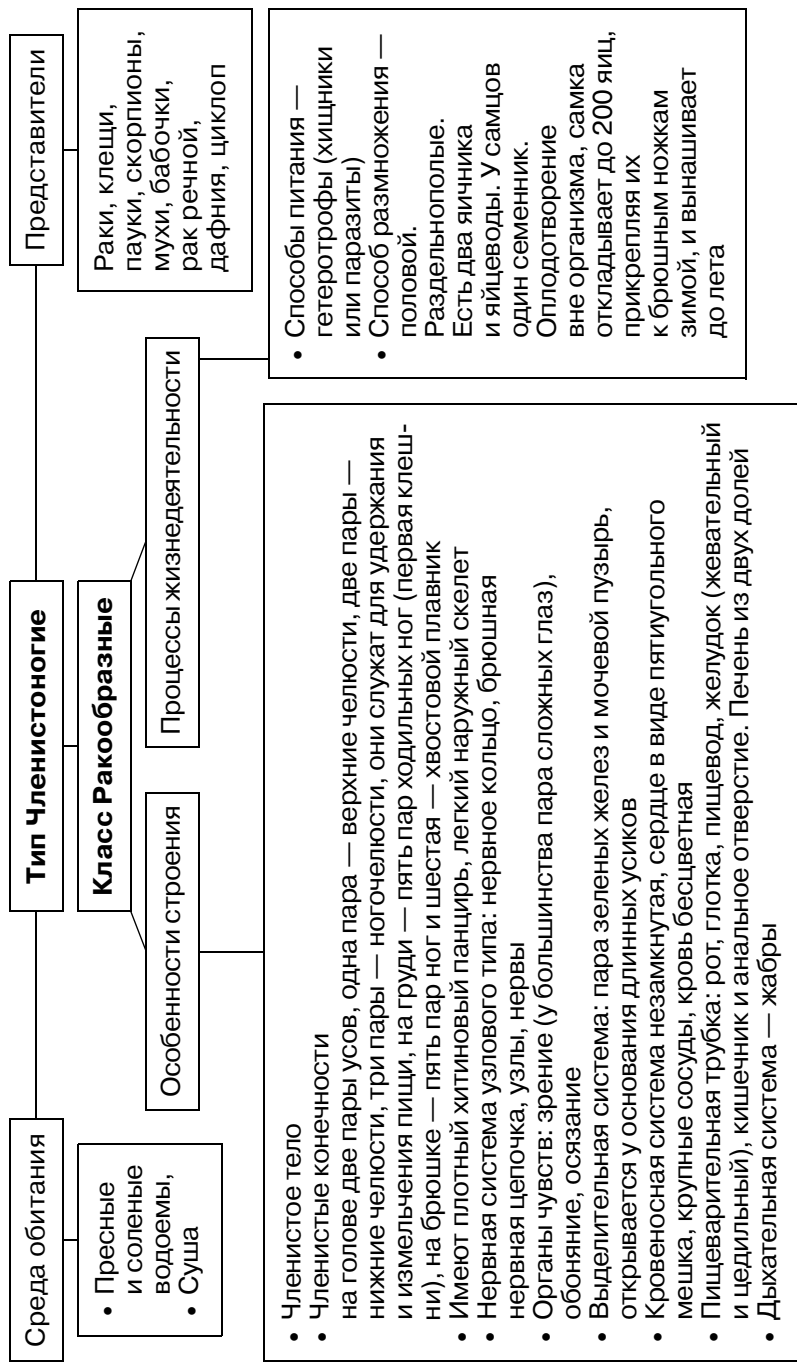 Тип Членистоногие
Среда обитания
• Пресные
и соленые
водоемы,
• Суша
Представители
Раки, клещи,
пауки, скорпионы,
мухи, бабочки,
рак речной,
дафния, циклоп
Класс Ракообразные
Особенности строения
• Членистое тело
• Членистые конечности
на голове две пары усов, одна пара — верхние челюсти, две пары —
нижние челюсти, три пары — ногочелюсти, они служат для удержания
и измельчения пищи, на груди — пять пар ходильных ног (первая клеш-
ни), на брюшке — пять пар ног и шестая — хвостовой плавник
• Имеют плотный хитиновый панцирь, легкий наружный скелет
• Нервная система узлового типа: нервное кольцо, брюшная
нервная цепочка, узлы, нервы
• Органы чувств: зрение (у большинства пара сложных глаз),
обоняние, осязание
• Выделительная система: пара зеленых желез и мочевой пузырь,
открывается у основания длинных усиков
• Кровеносная система незамкнутая, сердце в виде пятиугольного
мешка, крупные сосуды, кровь бесцветная
• Пищеварительная трубка: рот, глотка, пищевод, желудок (жевательный
и цедильный), кишечник и анальное отверстие. Печень из двух долей
• Дыхательная система — жабры
Процессы жизнедеятельности
• Способы питания —
гетеротрофы (хищники
или паразиты)
• Способ размножения —
половой.
Раздельнополые.
Есть два яичника
и яйцеводы. У самцов
один семенник.
Оплодотворение
вне организма, самка
откладывает до 200 яиц,
прикрепляя их
к брюшным ножкам
зимой, и вынашивает
до лета